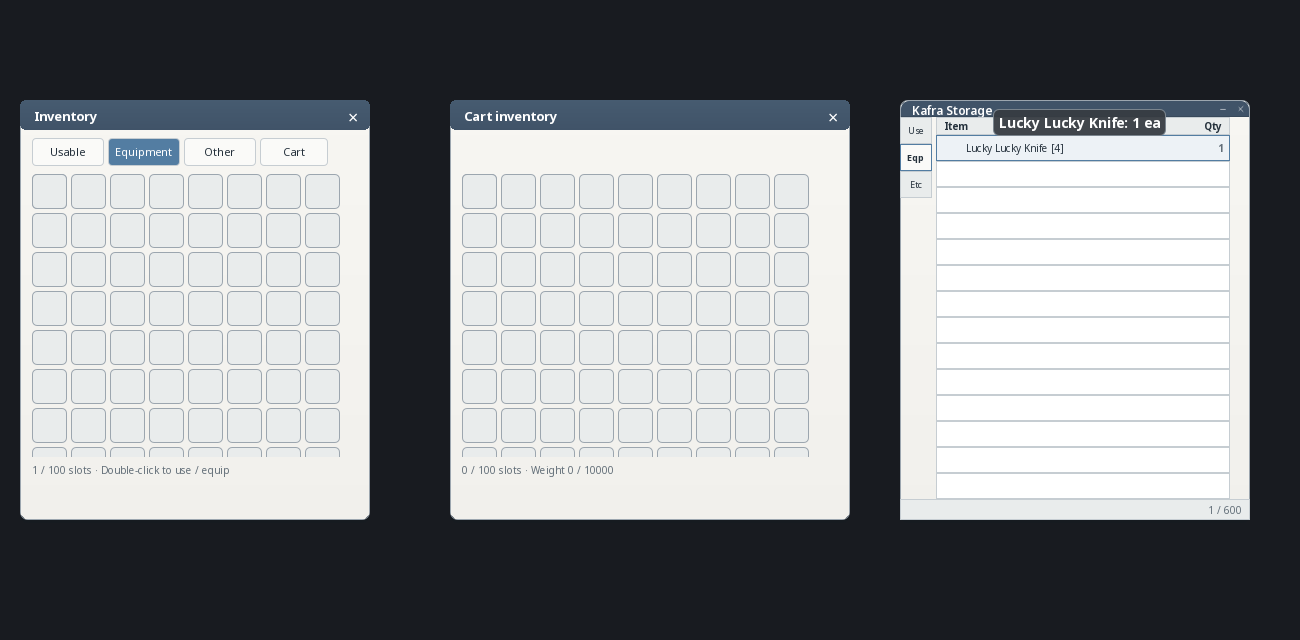 Inventory
×
Usable
Equipment
Other
Cart
1 / 100 slots · Double-click to use / equip
Cart inventory
×
0 / 100 slots · Weight 0 / 10000
Kafra Storage
– ×
Lucky Lucky Knife: 1 ea
Use
Eqp
Etc
Item Qty
Lucky Lucky Knife [4] 1
1 / 600